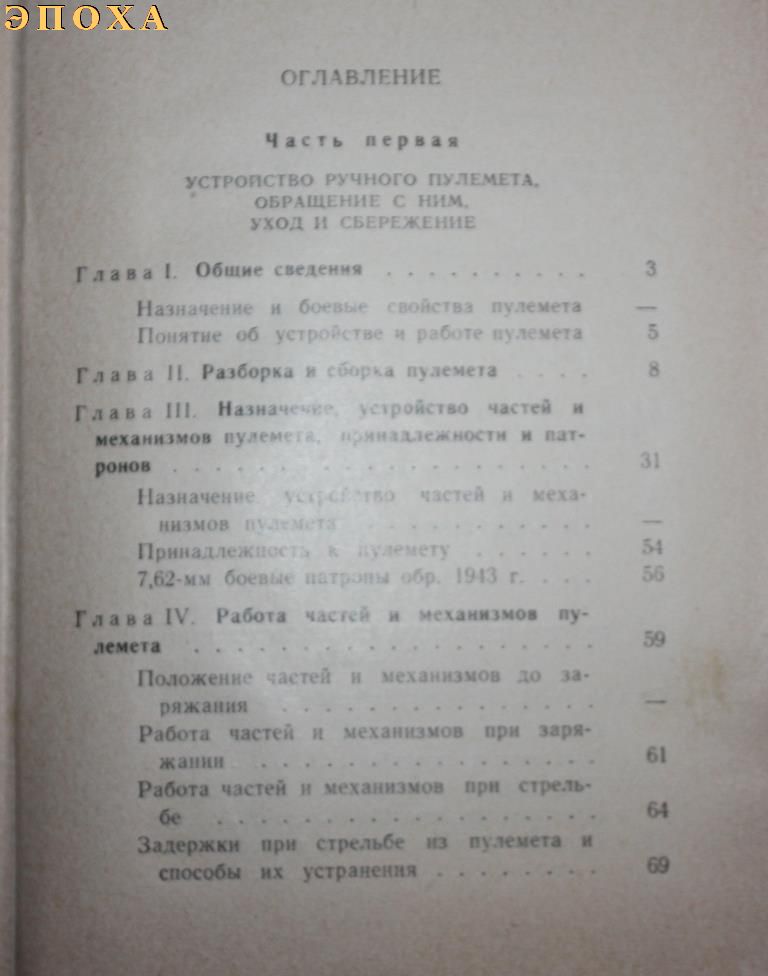 ЭПОХА
ОГЛАВЛЕНИЕ
Часть первая
УСТРОЙСТВО РУЧНОГО ПУЛЕМЕТА,
ОБРАЩЕНИЕ С НИМ,
УХОД И СБЕРЕЖЕНИЕ
Глава I. Общие сведения . . . . . . . . . . 3
Назначение и боевые свойства пулемета —
Понятие об устройстве и работе пулемета 5
Глава II. Разборка и сборка пулемета . . . . 8
Глава III. Назначение, устройство частей и
механизмов пулемета, принадлежности и пат-
ронов . . . . . . . . . . . . . . . . . . . 31
Назначение, устройство частей и меха-
низмов пулемета . . . . . . . . . . . —
Принадлежность к пулемету . . . . . . 54
7,62-мм боевые патроны обр. 1943 г. . . . 56
Глава IV. Работа частей и механизмов пу-
лемета . . . . . . . . . . . . . . . . . . 59
Положение частей и механизмов до за-
ряжания . . . . . . . . . . . . . . —
Работа частей и механизмов при заря-
жании . . . . . . . . . . . . . . . 61
Работа частей и механизмов при стрель-
бе . . . . . . . . . . . . . . . . . 64
Задержки при стрельбе из пулемета и
способы их устранения . . . . . . . . 69